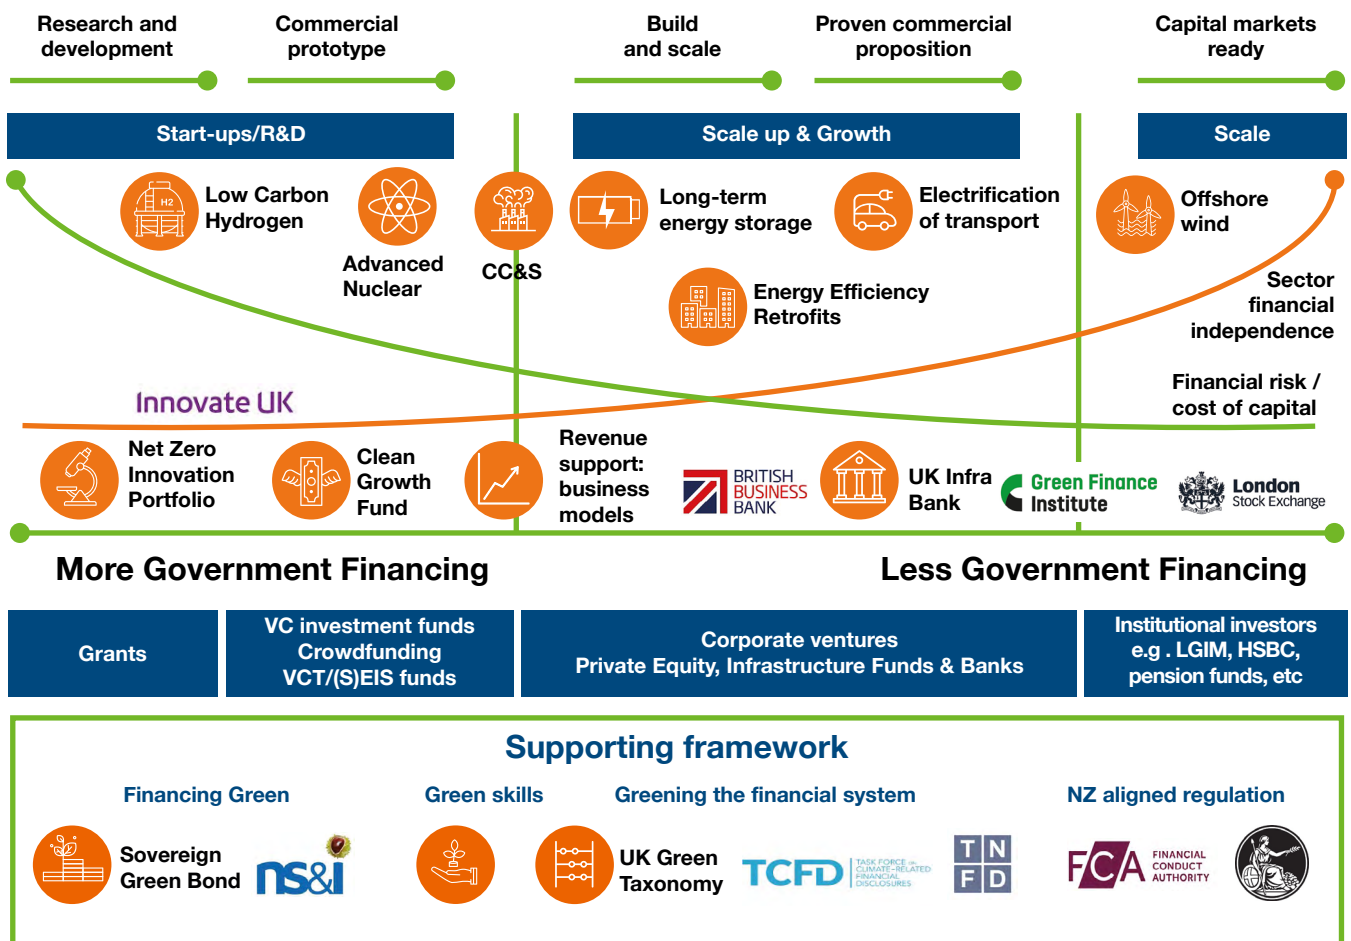 Research and
development
Commercial
prototype
Build
and scale
Proven commercial
proposition
Capital markets
ready
Start-ups/R&D
Scale up & Growth
Scale
H2
Low Carbon
Hydrogen
Advanced
Nuclear
CC&S
Long-term
energy storage
Electrification
of transport
Offshore
wind
Energy Efficiency
Retrofits
Sector
financial
independence
Financial risk /
cost of capital
Innovate UK
Net Zero
Innovation
Portfolio
Clean
Growth
Fund
Revenue
support:
business
models
BRITISH
BUSINESS
BANK
UK Infra
Bank
Green Finance
Institute
London
Stock Exchange
More Government Financing
Less Government Financing
Grants
VC investment funds
Crowdfunding
VCT/(S)EIS funds
Corporate ventures
Private Equity, Infrastructure Funds & Banks
Institutional investors
e.g . LGIM, HSBC,
pension funds, etc
Supporting framework
Financing Green
Green skills
Greening the financial system
NZ aligned regulation
Sovereign
Green Bond
ns&i
UK Green
Taxonomy
TCFD
TASK FORCE ON
CLIMATE-RELATED
FINANCIAL
DISCLOSURES
TN
FD
FCA
FINANCIAL
CONDUCT
AUTHORITY